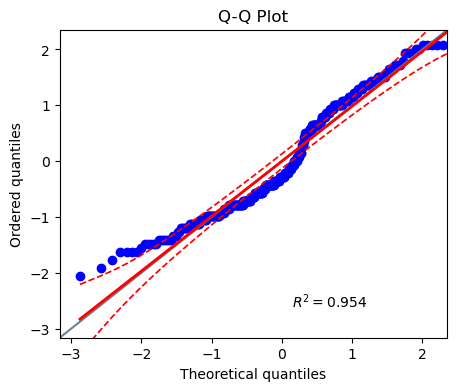 Q-Q Plot
Ordered quantiles
2
1
0
−1
−2
−3
R² = 0.954
−3 −2 −1 0 1 2
Theoretical quantiles